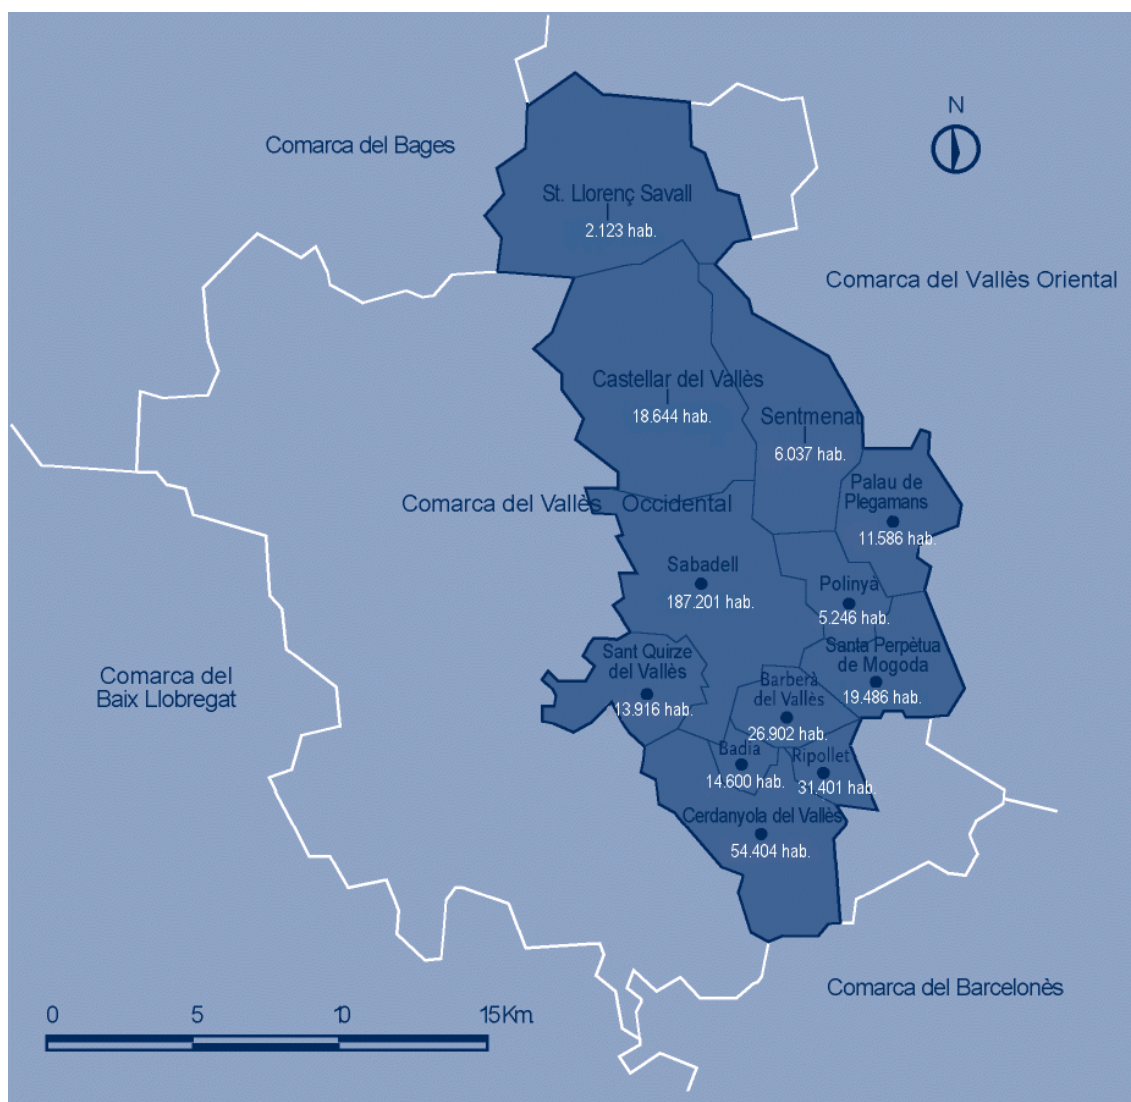 N
Comarca del Bages
St. Llorenç Savall
2.123 hab.
Comarca del Vallès Oriental
Castellar del Vallès
18.644 hab.
Sentmenat
6.037 hab.
Palau de
Plegamans
11.586 hab.
Comarca del Vallès Occidental
Sabadell
187.201 hab.
Polinyà
5.246 hab.
Sant Quirze
del Vallès
13.916 hab.
Santa Perpètua
de Mogoda
19.486 hab.
Comarca del
Baix Llobregat
Barberà
del Vallès
26.902 hab.
Badia
14.600 hab.
Ripollet
31.401 hab.
Cerdanyola del Vallès
54.404 hab.
Comarca del Barcelonès
0 5 10 15Km.